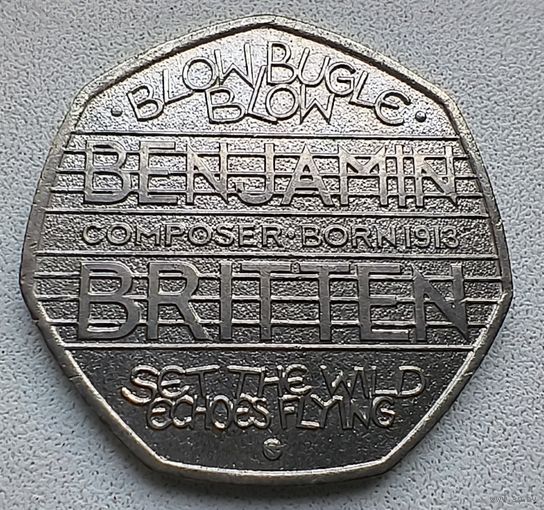 · BLOW BUGLE ·
BLOW
BENJAMIN
COMPOSER · BORN 1913
BRITTEN
SET THE WILD
ECHOES FLYING